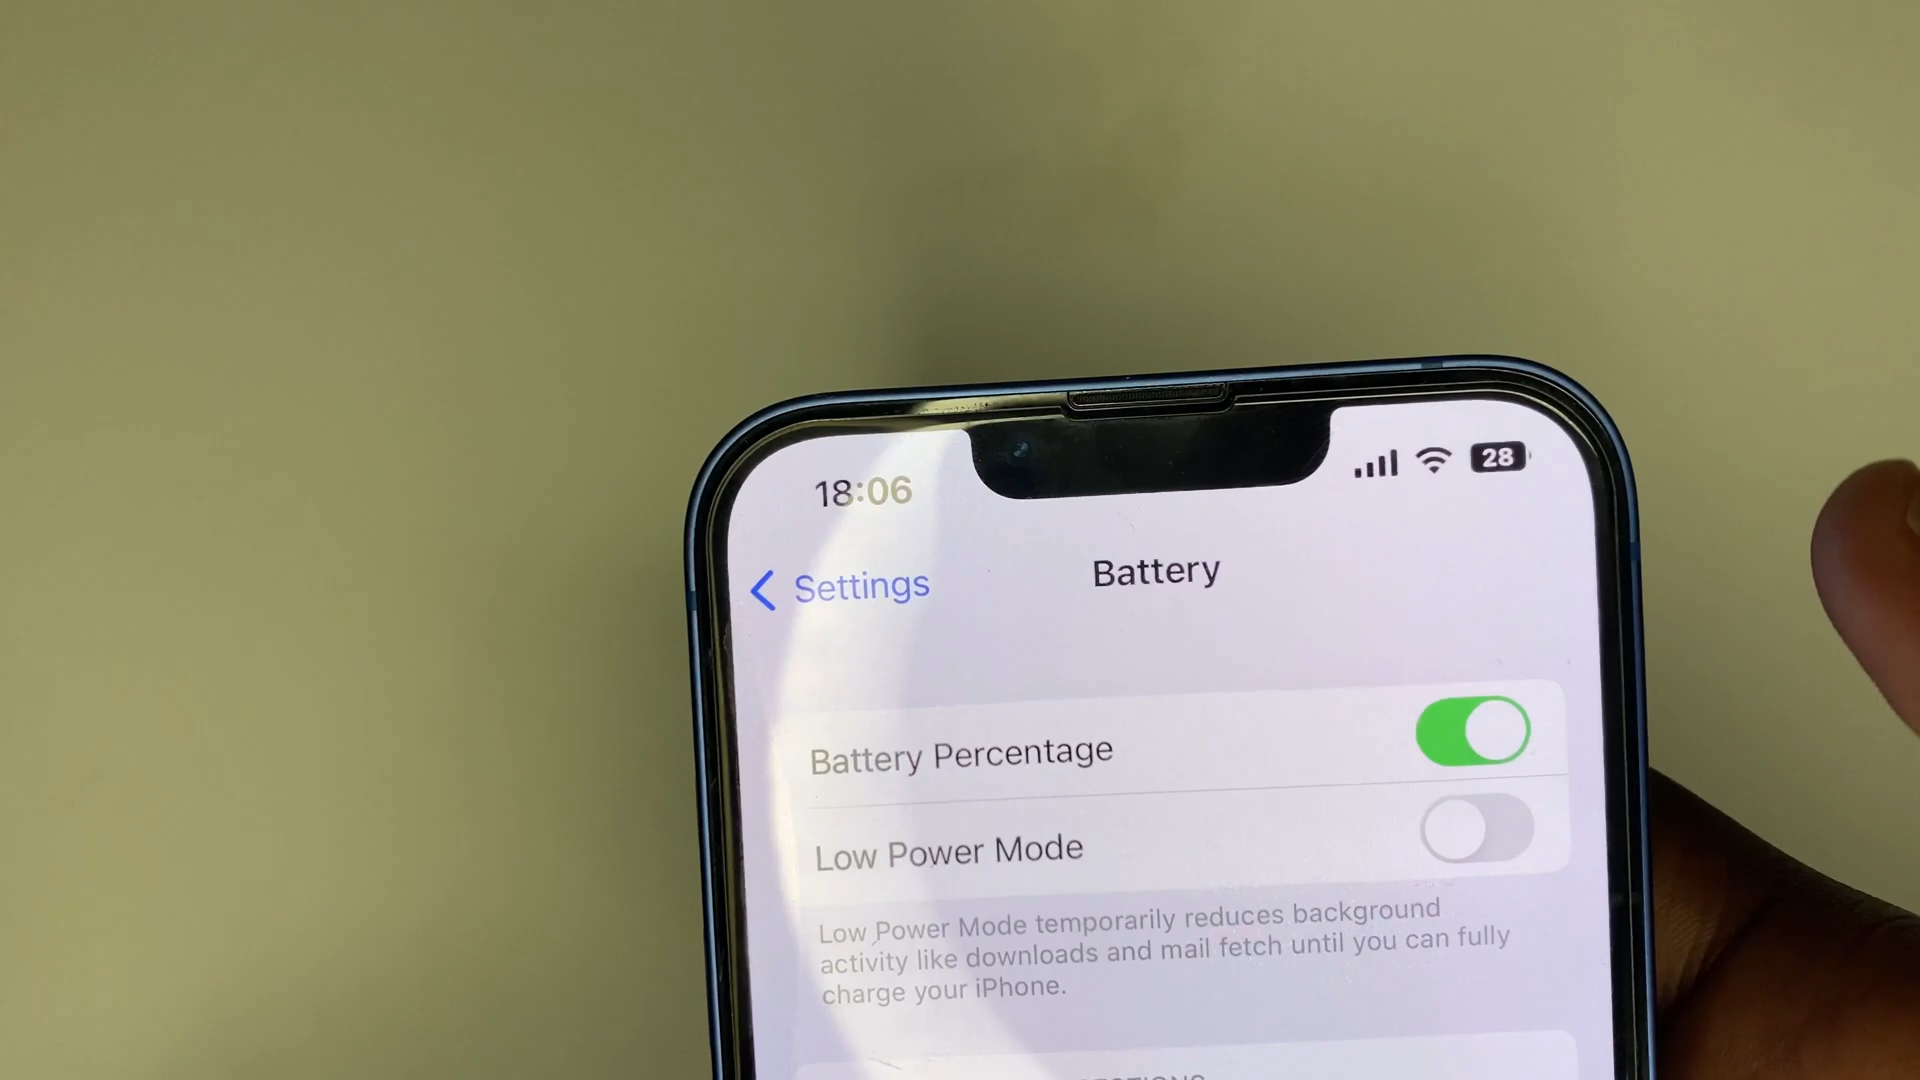 18:06
28
Settings
Battery
Battery Percentage
Low Power Mode
Low Power Mode temporarily reduces background
activity like downloads and mail fetch until you can fully
charge your iPhone.